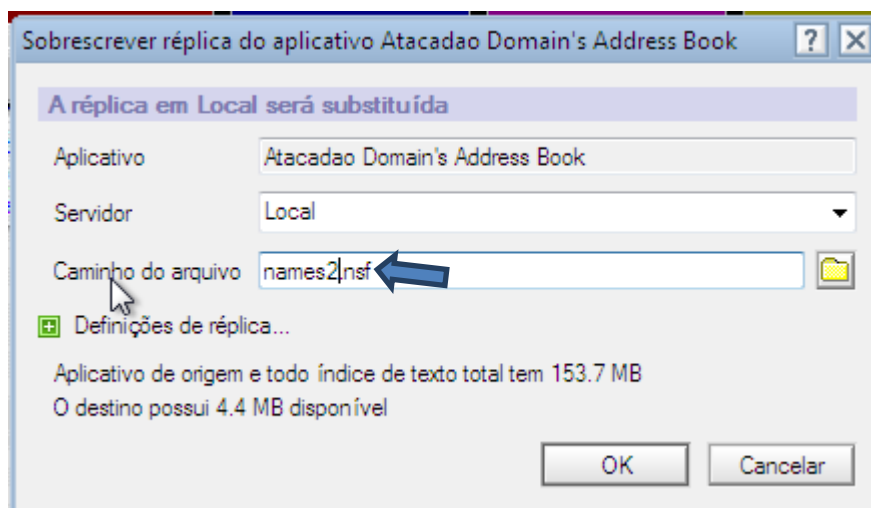 Sobrescrever réplica do aplicativo Atacadao Domain's Address Book
A réplica em Local será substituída
Aplicativo Atacadao Domain's Address Book
Servidor Local
Caminho do arquivo names2.nsf
Definições de réplica...
Aplicativo de origem e todo índice de texto total tem 153.7 MB
O destino possui 4.4 MB disponível
OK Cancelar